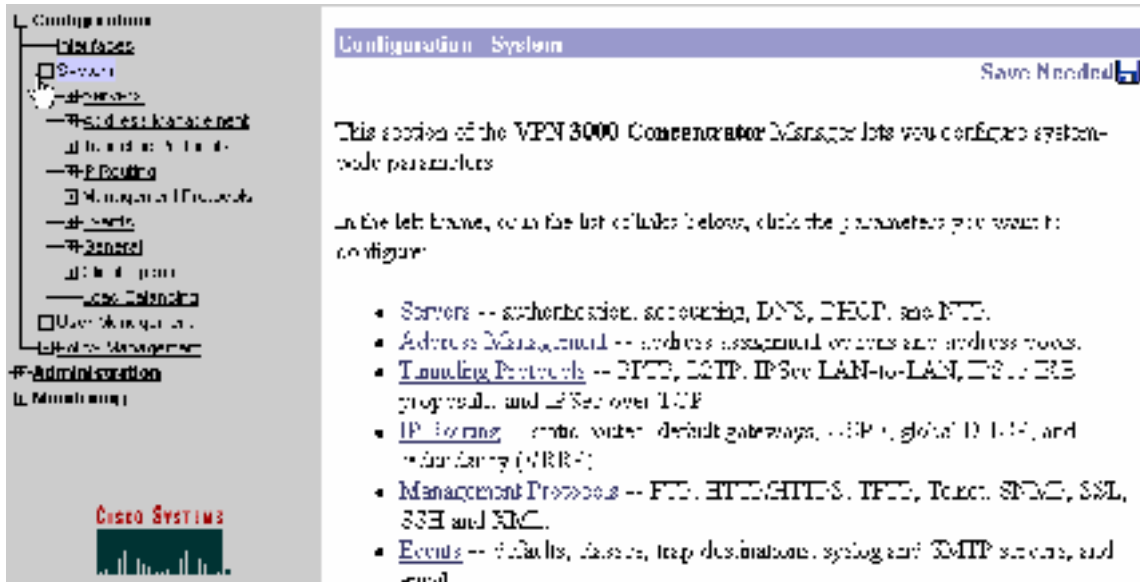 Configuration
Interfaces
System
Servers
Address Management
Tunneling Protocols
IP Routing
Management Protocols
Events
General
Client Update
Load Balancing
User Management
Policy Management
Administration
Monitoring
CISCO SYSTEMS
Configuration System
Save Needed
This section of the VPN 3000 Concentrator Manager lets you configure system-
wide parameters
In the left frame, or in the list of links below, click the parameters you want to
configure:
Servers -- authentication, accounting, DNS, DHCP, and NTP.
Address Management -- address assignment options and address pools.
Tunneling Protocols -- PPTP, L2TP, IPSec LAN-to-LAN, IPSec IKE
proposals, and IPSec over TCP
IP Routing static routes, default gateways, OSPF, global DHCP, and
redundancy (VRRP)
Management Protocols -- FTP, HTTP/HTTPS, TFTP, Telnet, SNMP, SSL,
SSH and XML.
Events -- defaults, classes, trap destinations, syslog and SMTP servers, and